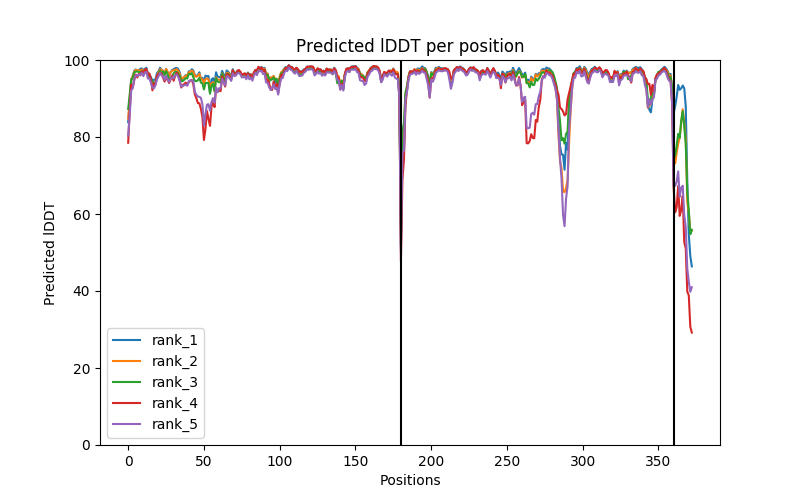 Predicted lDDT per position
Predicted lDDT
100
80
60
40
20
0
rank_1
rank_2
rank_3
rank_4
rank_5
0 50 100 150 200 250 300 350
Positions